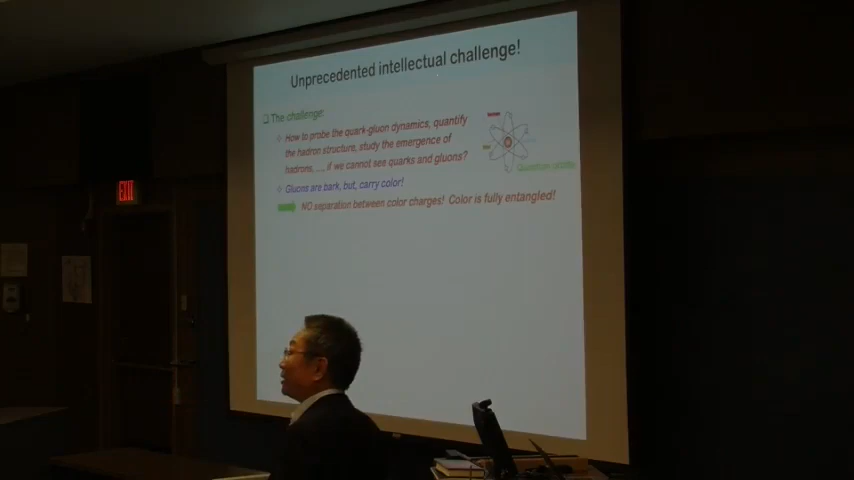 Unprecedented intellectual challenge!
❑ The challenge:
✧ How to probe the quark-gluon dynamics, quantify
the hadron structure, study the emergence of
hadrons, ..., if we cannot see quarks and gluons?
✧ Gluons are bark, but, carry color!
NO separation between color charges! Color is fully entangled!
EXIT